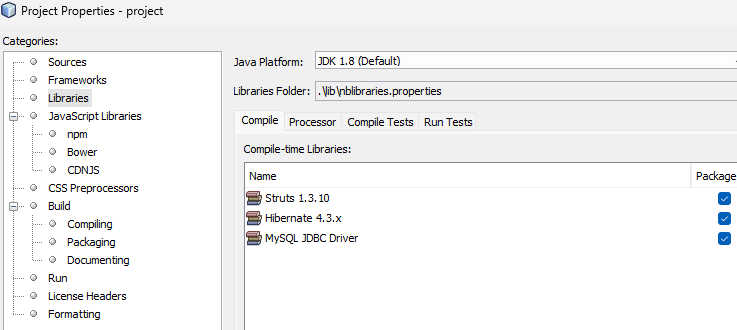 Project Properties - project
Categories:
Sources
Frameworks
Libraries
JavaScript Libraries
npm
Bower
CDNJS
CSS Preprocessors
Build
Compiling
Packaging
Documenting
Run
License Headers
Formatting
Java Platform: JDK 1.8 (Default)
Libraries Folder: .\lib\nblibraries.properties
Compile Processor Compile Tests Run Tests
Compile-time Libraries:
Name Package
Struts 1.3.10
Hibernate 4.3.x
MySQL JDBC Driver